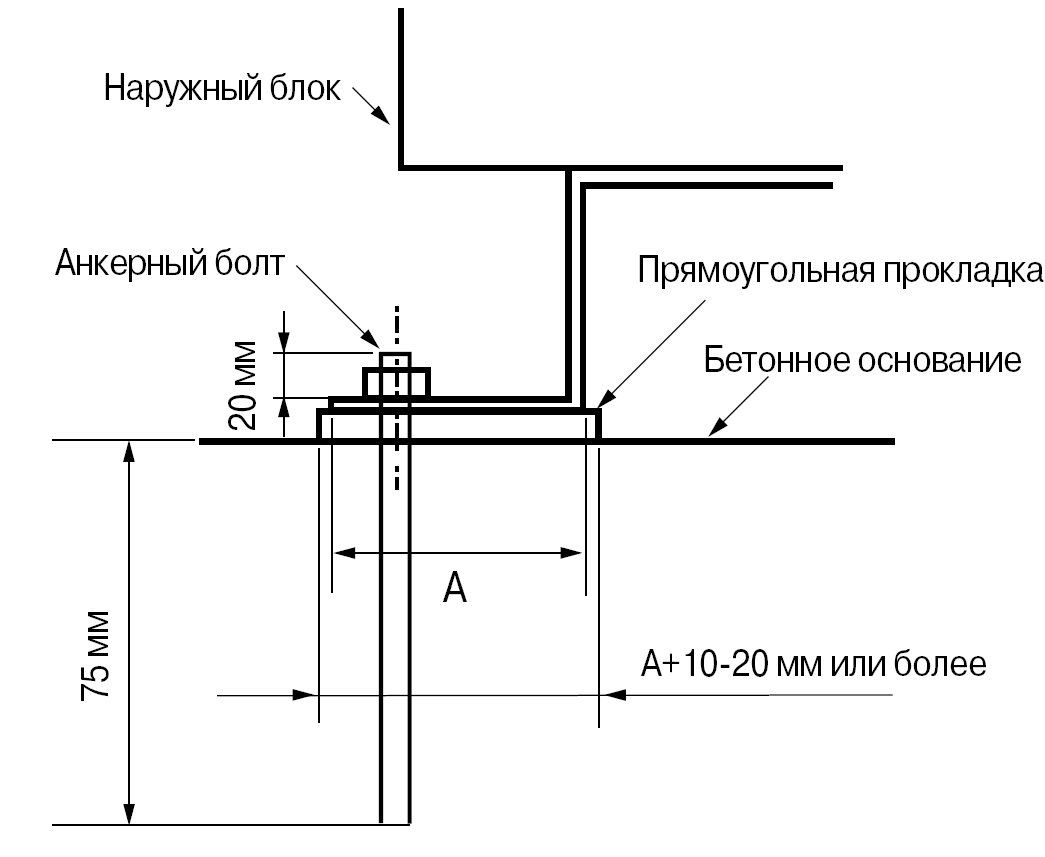 Наружный блок
Анкерный болт
Прямоугольная прокладка
20 мм
Бетонное основание
А
75 мм
А+10-20 мм или более